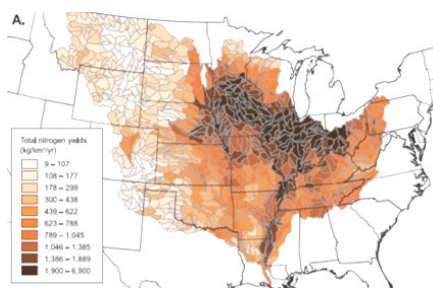 A.
Total nitrogen yields
(kg/km²/yr)
9 – 107
108 – 177
178 – 299
300 – 438
439 – 622
623 – 788
789 – 1,045
1,046 – 1,385
1,386 – 1,889
1,900 – 6,900